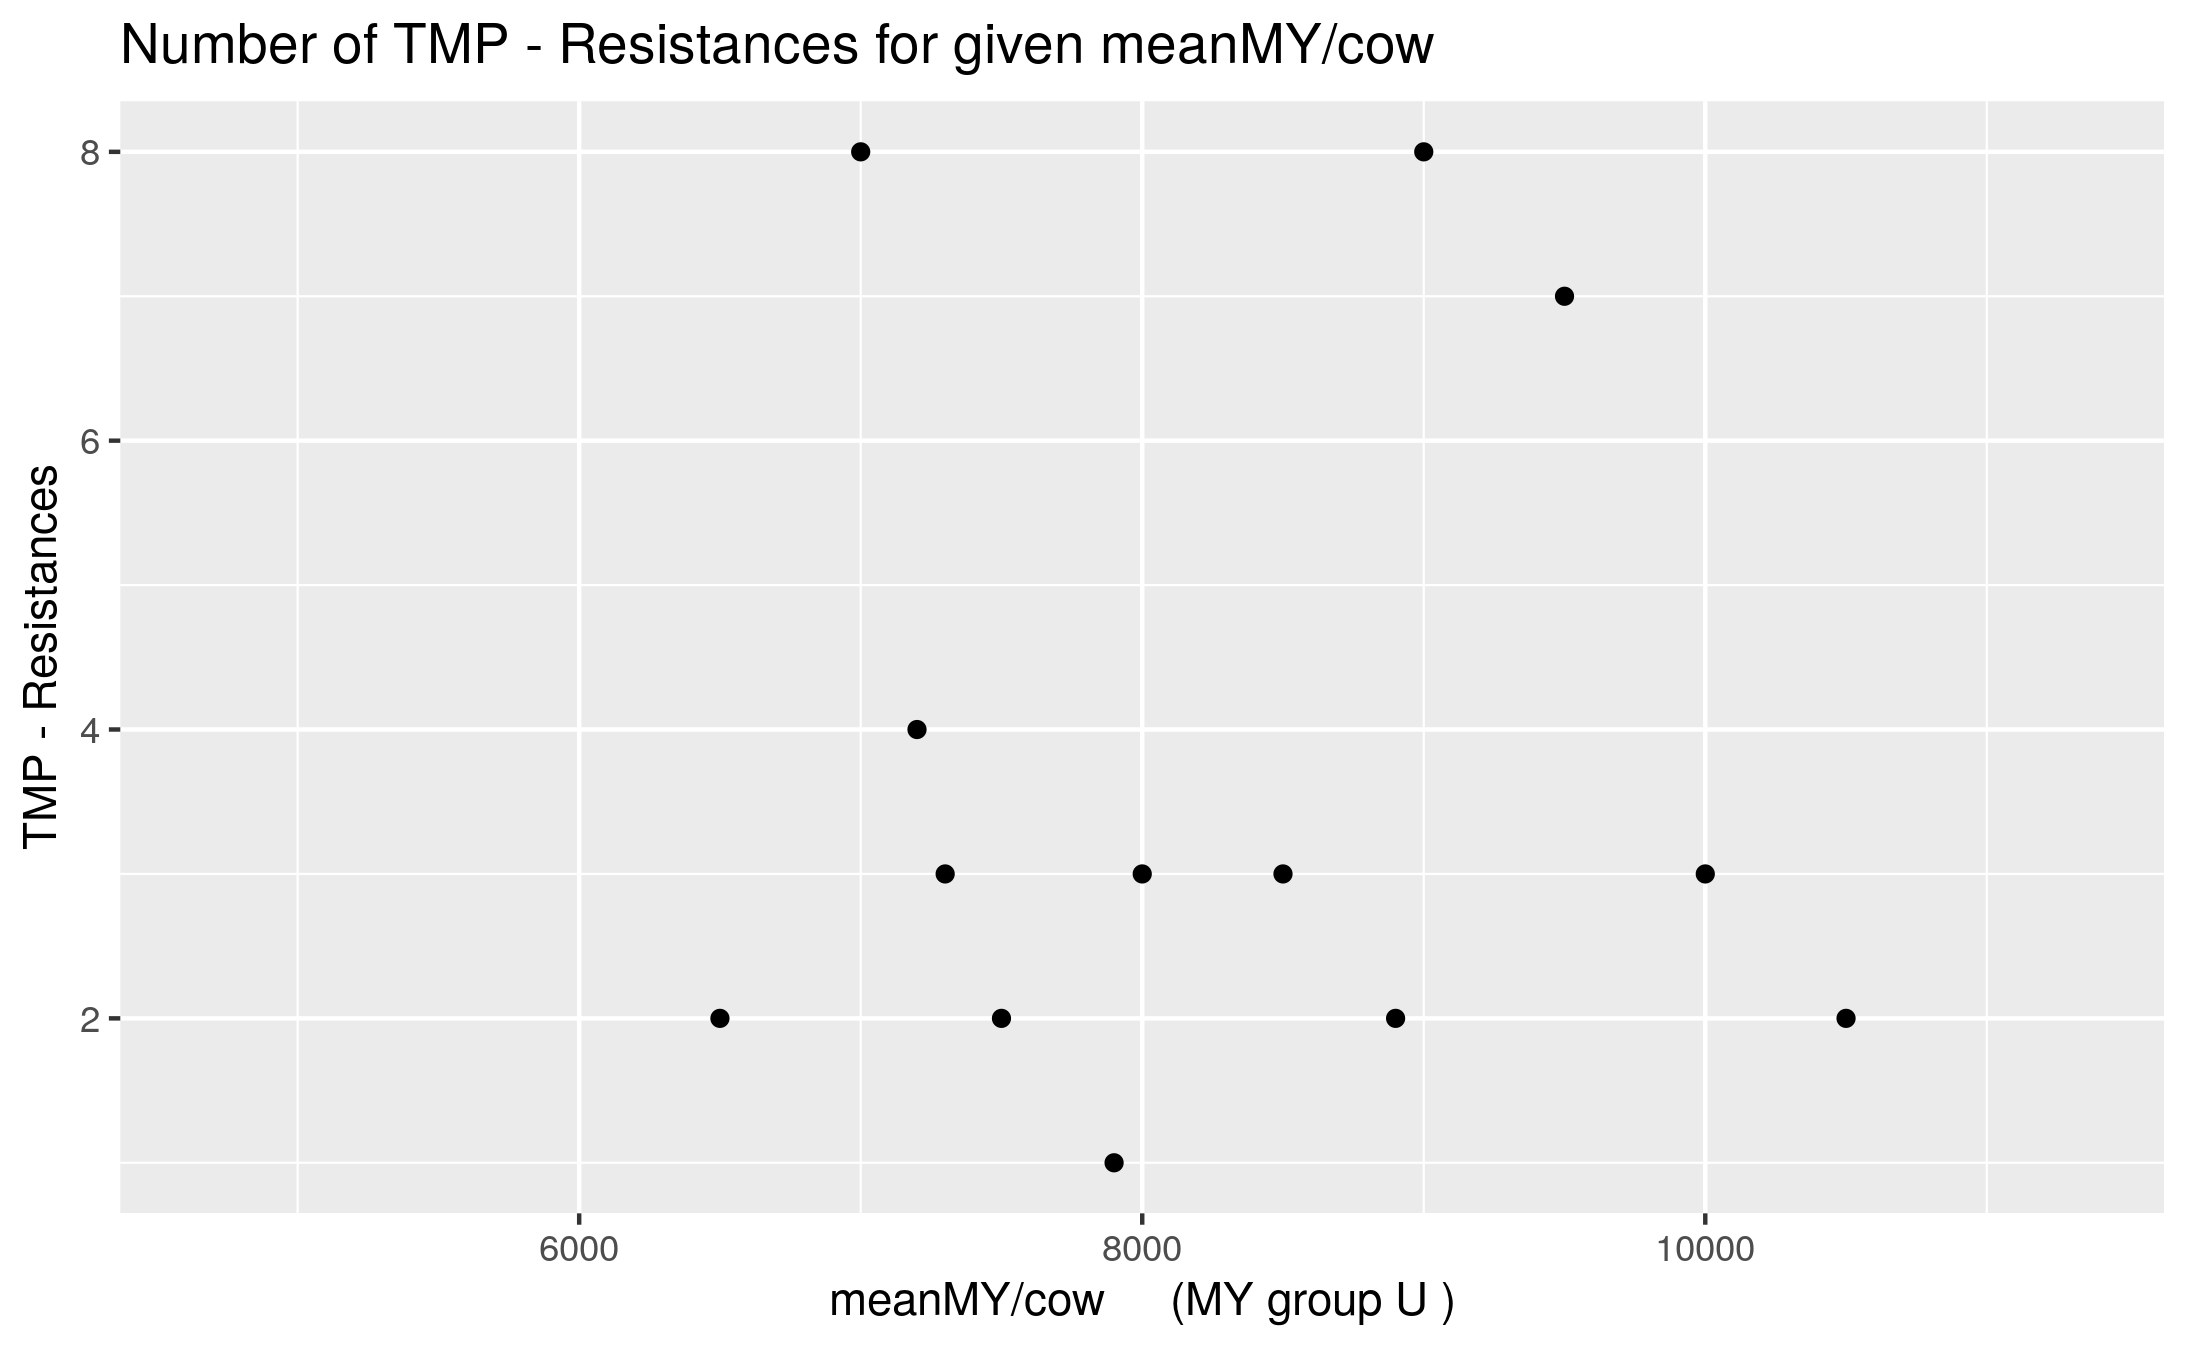 Number of TMP - Resistances for given meanMY/cow
8
6
4
2
TMP - Resistances
6000 8000 10000
meanMY/cow (MY group U )